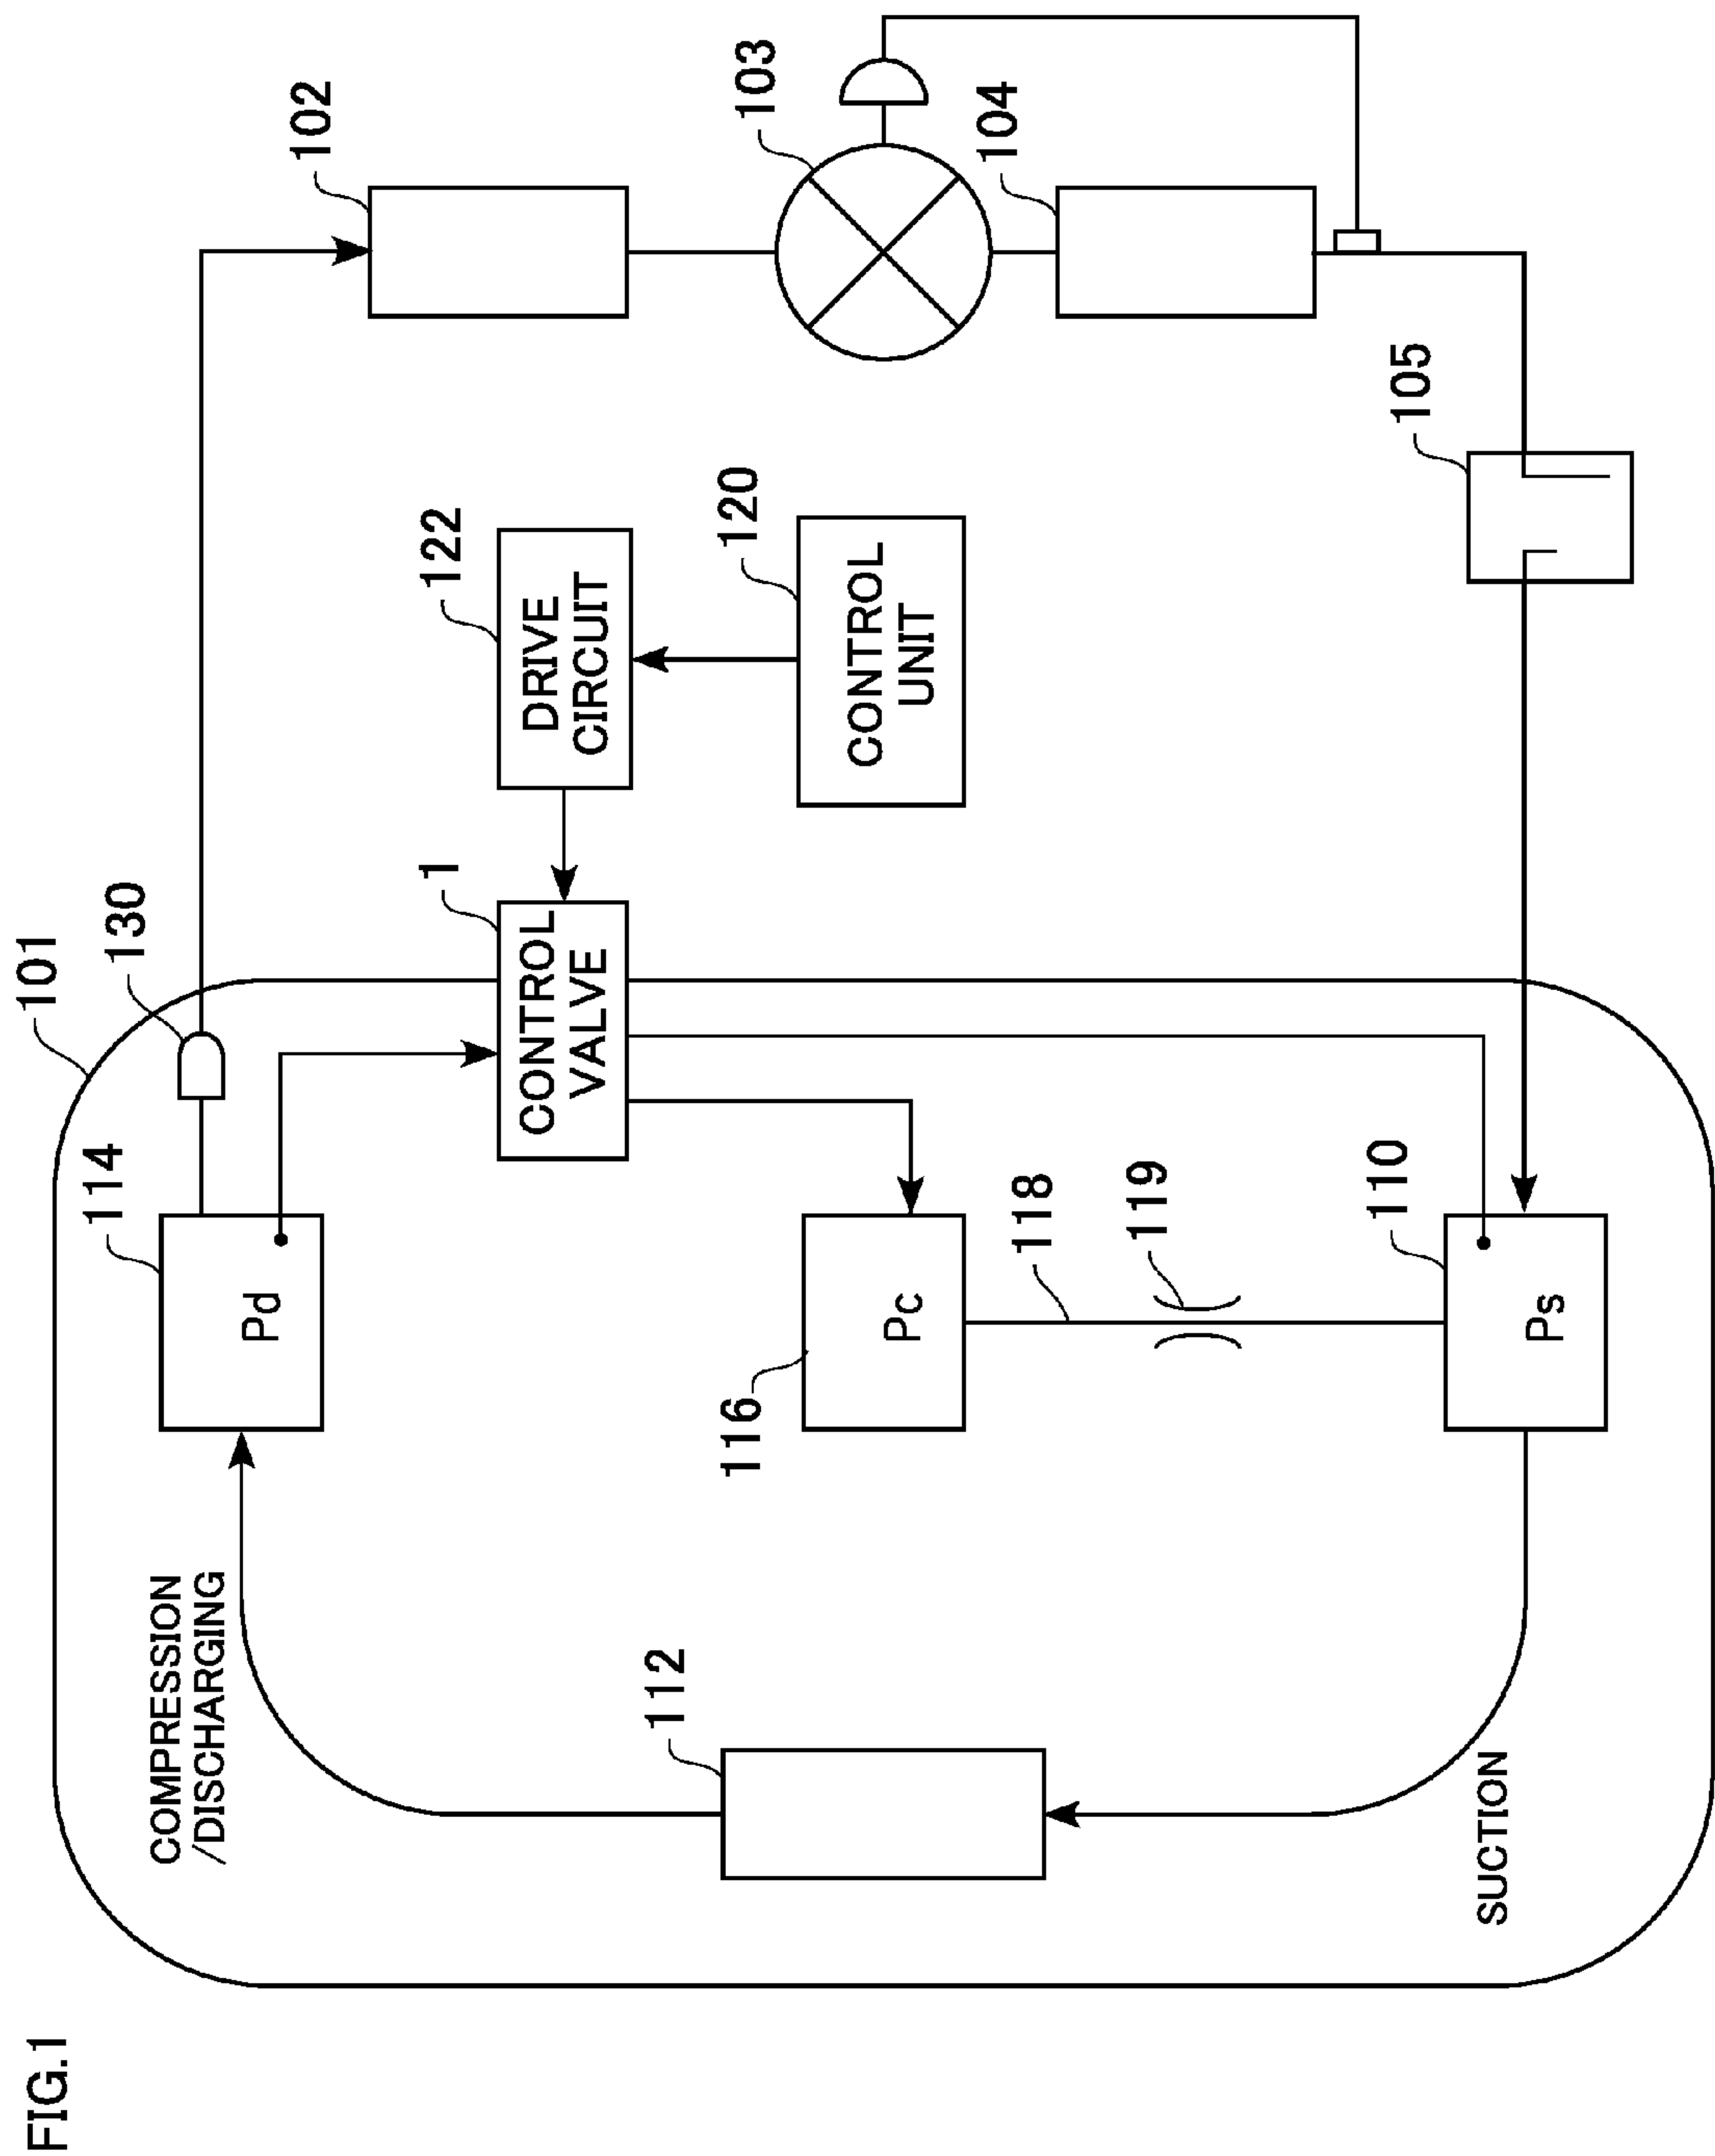 FIG.1
101
114
130
COMPRESSION
/DISCHARGING
Pd
102
1
122
CONTROL
VALVE
DRIVE
CIRCUIT
112
116
120
103
CONTROL
UNIT
Pc
104
118
119
110
105
SUCTION
Ps